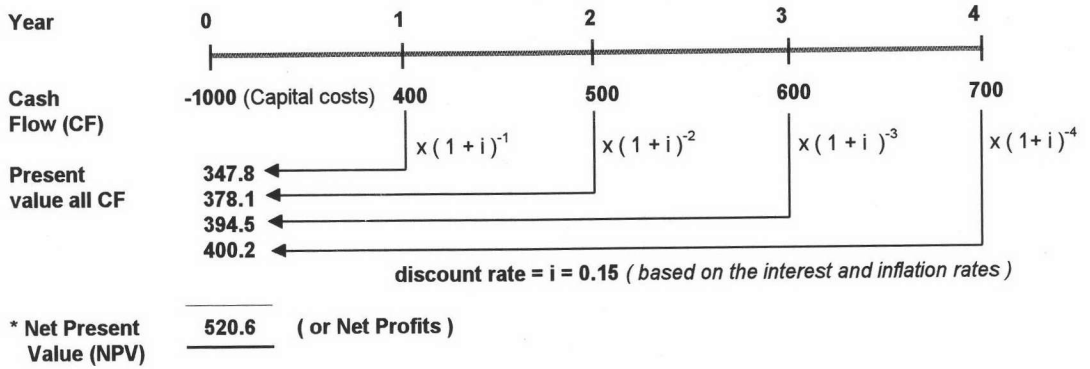 Year 0 1 2 3 4
Cash Flow (CF) -1000 (Capital costs) 400 500 600 700
x ( 1 + i )-1 x ( 1 + i )-2 x ( 1 + i )-3 x ( 1+ i )-4
Present value all CF
347.8
378.1
394.5
400.2
discount rate = i = 0.15 ( based on the interest and inflation rates )
* Net Present Value (NPV) 520.6 ( or Net Profits )